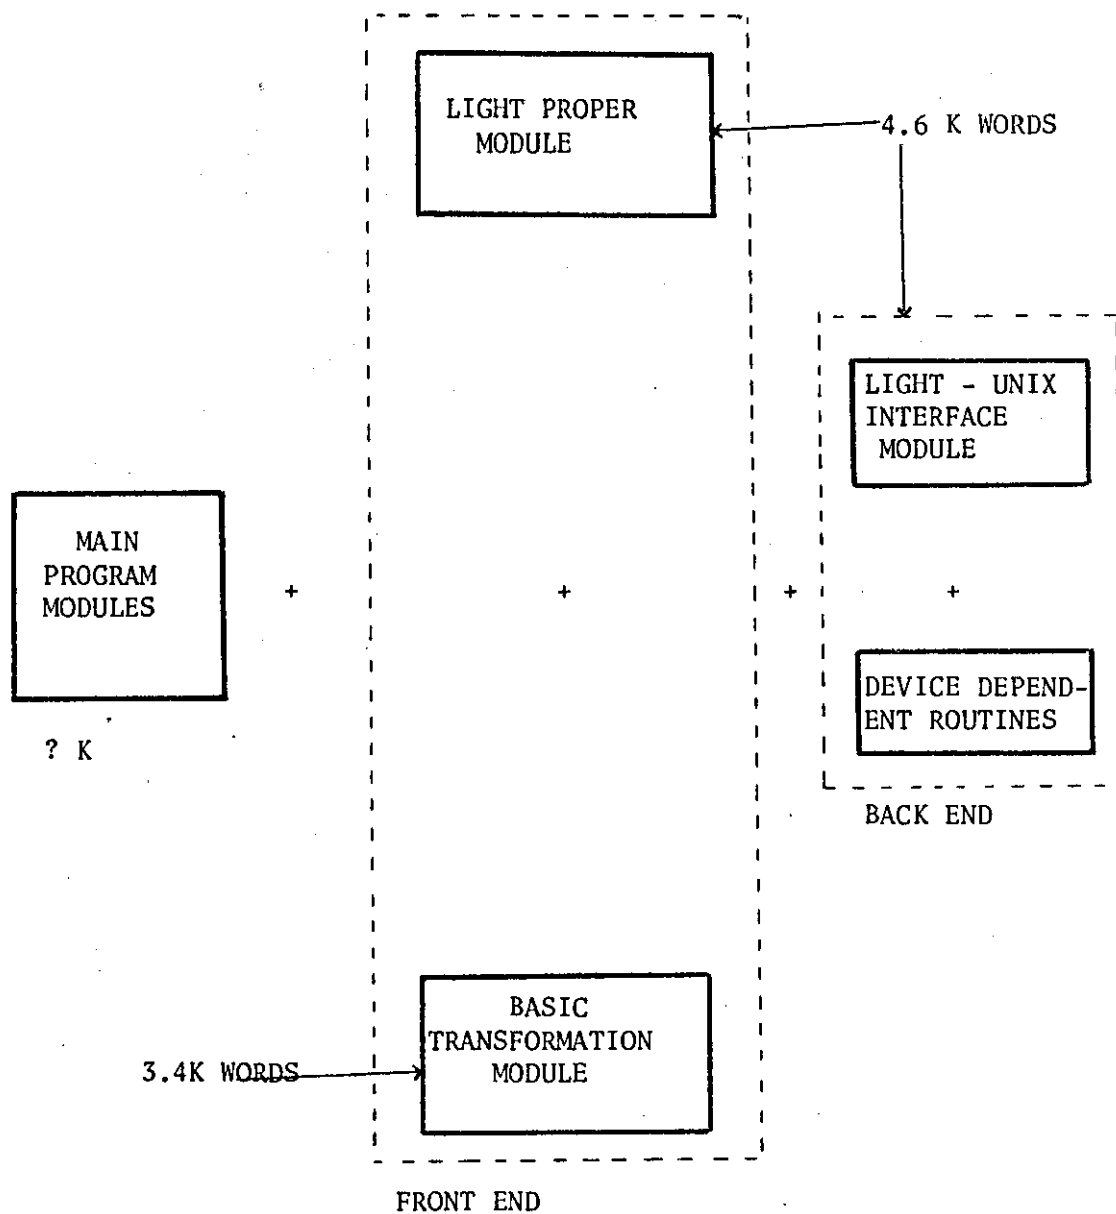 LIGHT PROPER
MODULE
4.6 K WORDS
LIGHT - UNIX
INTERFACE
MODULE
MAIN
PROGRAM
MODULES
+
+
+
+
DEVICE DEPEND-
ENT ROUTINES
? K
BACK END
BASIC
TRANSFORMATION
MODULE
3.4K WORDS
FRONT END